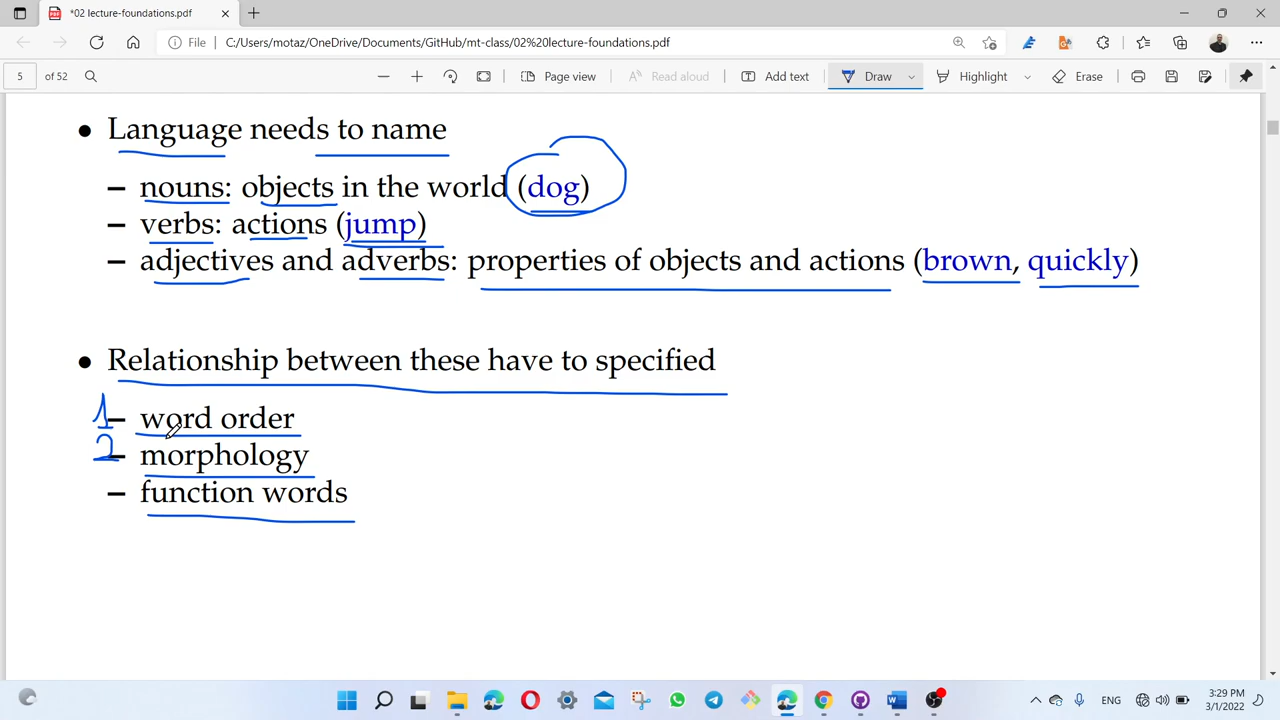 *02 lecture-foundations.pdf
File C:/Users/motaz/OneDrive/Documents/GitHub/mt-class/02%20lecture-foundations.pdf
5 of 52 Page view Read aloud Add text Draw Highlight Erase
• Language needs to name
– nouns: objects in the world (dog)
– verbs: actions (jump)
– adjectives and adverbs: properties of objects and actions (brown, quickly)
• Relationship between these have to specified
1 – word order
2 – morphology
– function words
ENG 3:29 PM
3/1/2022